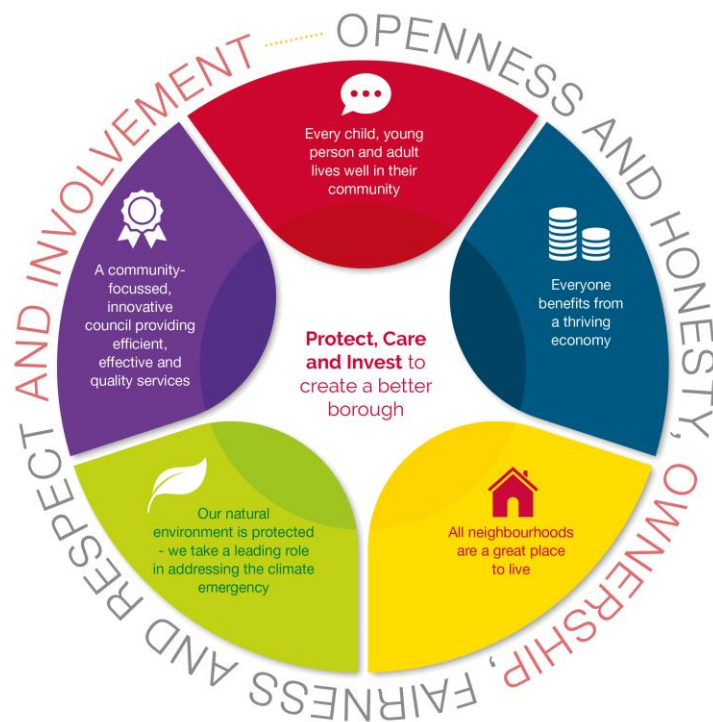 OPENNESS AND HONESTY, OWNERSHIP, FAIRNESS AND RESPECT AND INVOLVEMENT
Every child, young
person and adult
lives well in their
community
Everyone
benefits from
a thriving
economy
All neighbourhoods
are a great place
to live
Our natural
environment is protected
- we take a leading role
in addressing the climate
emergency
A community-
focussed,
innovative
council providing
efficient,
effective and
quality services
Protect, Care
and Invest to
create a better
borough